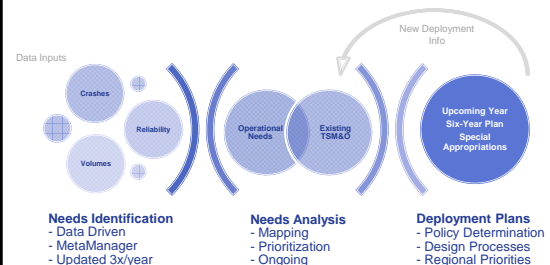 New Deployment
Info
Data Inputs
Crashes
Reliability
Volumes
Operational
Needs
Existing
TSM&O
Upcoming Year
Six-Year Plan
Special
Appropriations
Needs Identification
- Data Driven
- MetaManager
- Updated 3x/year
Needs Analysis
- Mapping
- Prioritization
- Ongoing
Deployment Plans
- Policy Determination
- Design Processes
- Regional Priorities